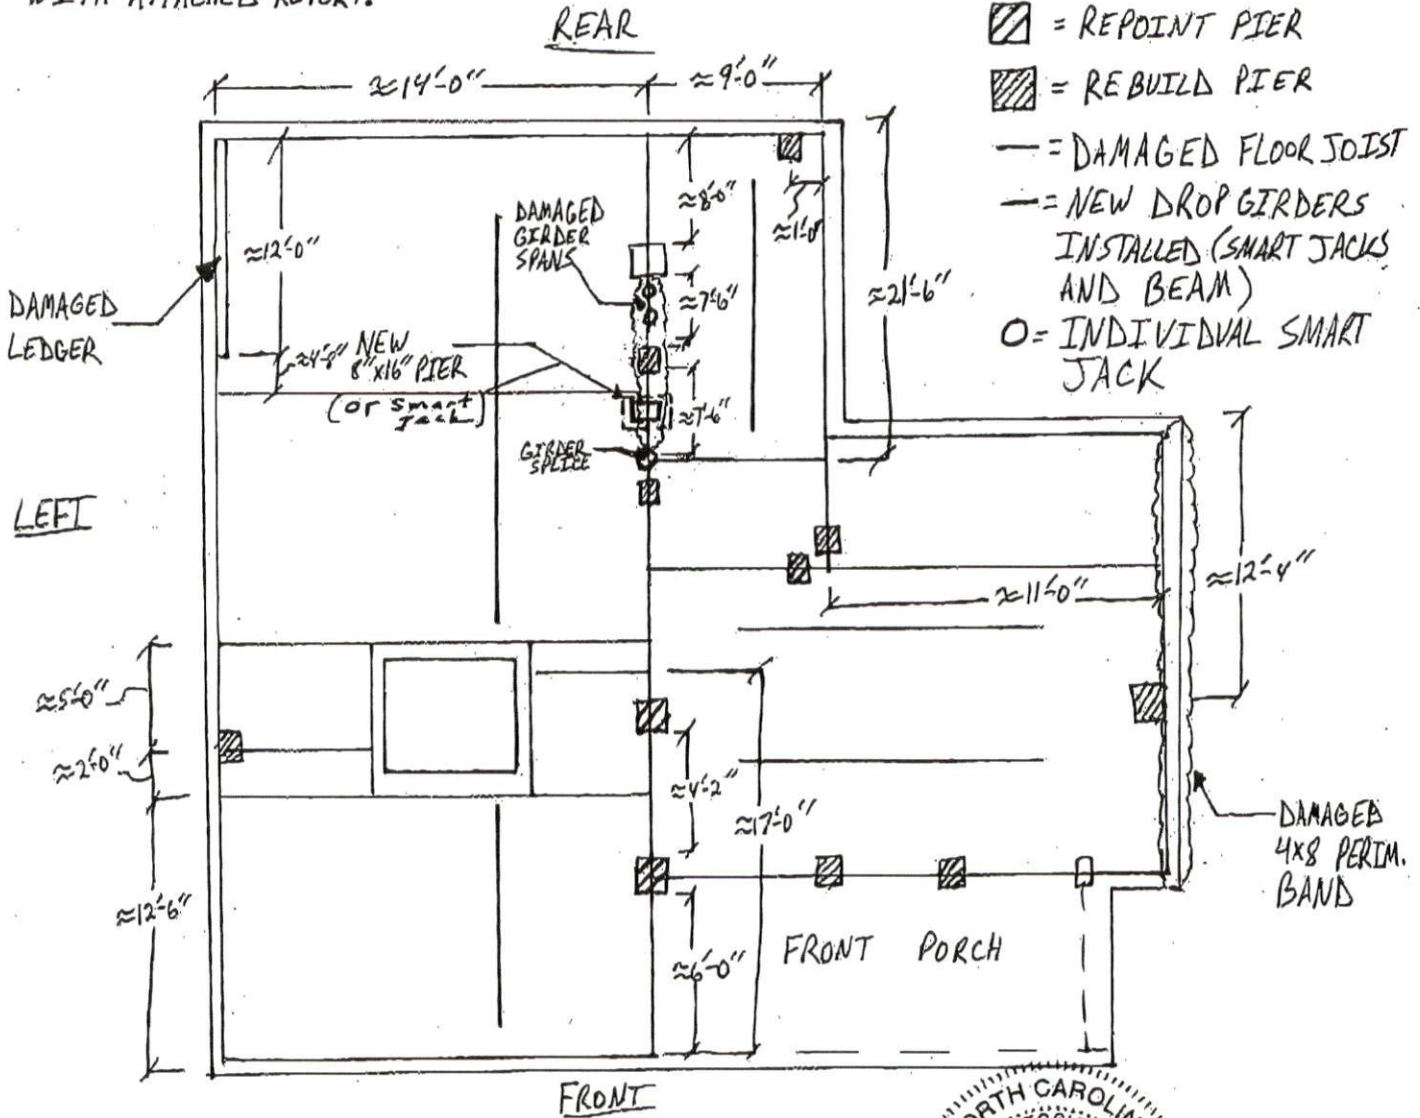 WITH ATTACHED REPORT.
REAR
= REPOINT PIER
= REBUILD PIER
= DAMAGED FLOOR JOIST
= NEW DROP GIRDERS
INSTALLED (SMART JACKS
AND BEAM)
= INDIVIDUAL SMART
JACK
≈14'-0"
≈9'-0"
≈8'-0"
≈1'-0"
≈12'-0"
DAMAGED
GIRDER
SPANS
≈7'-6"
≈21'-6"
DAMAGED
LEDGER
≈4'-8"
NEW
8"x16" PIER
(or smart
Jack)
≈7'-6"
GIRDER
SPLICE
LEFT
≈12'-4"
≈11'-0"
≈5'-0"
≈2'-0"
≈4'-2"
≈17'-0"
DAMAGED
4x8 PERIM.
BAND
≈12'-6"
≈6'-0"
FRONT PORCH
FRONT
NORTH CAROLIN